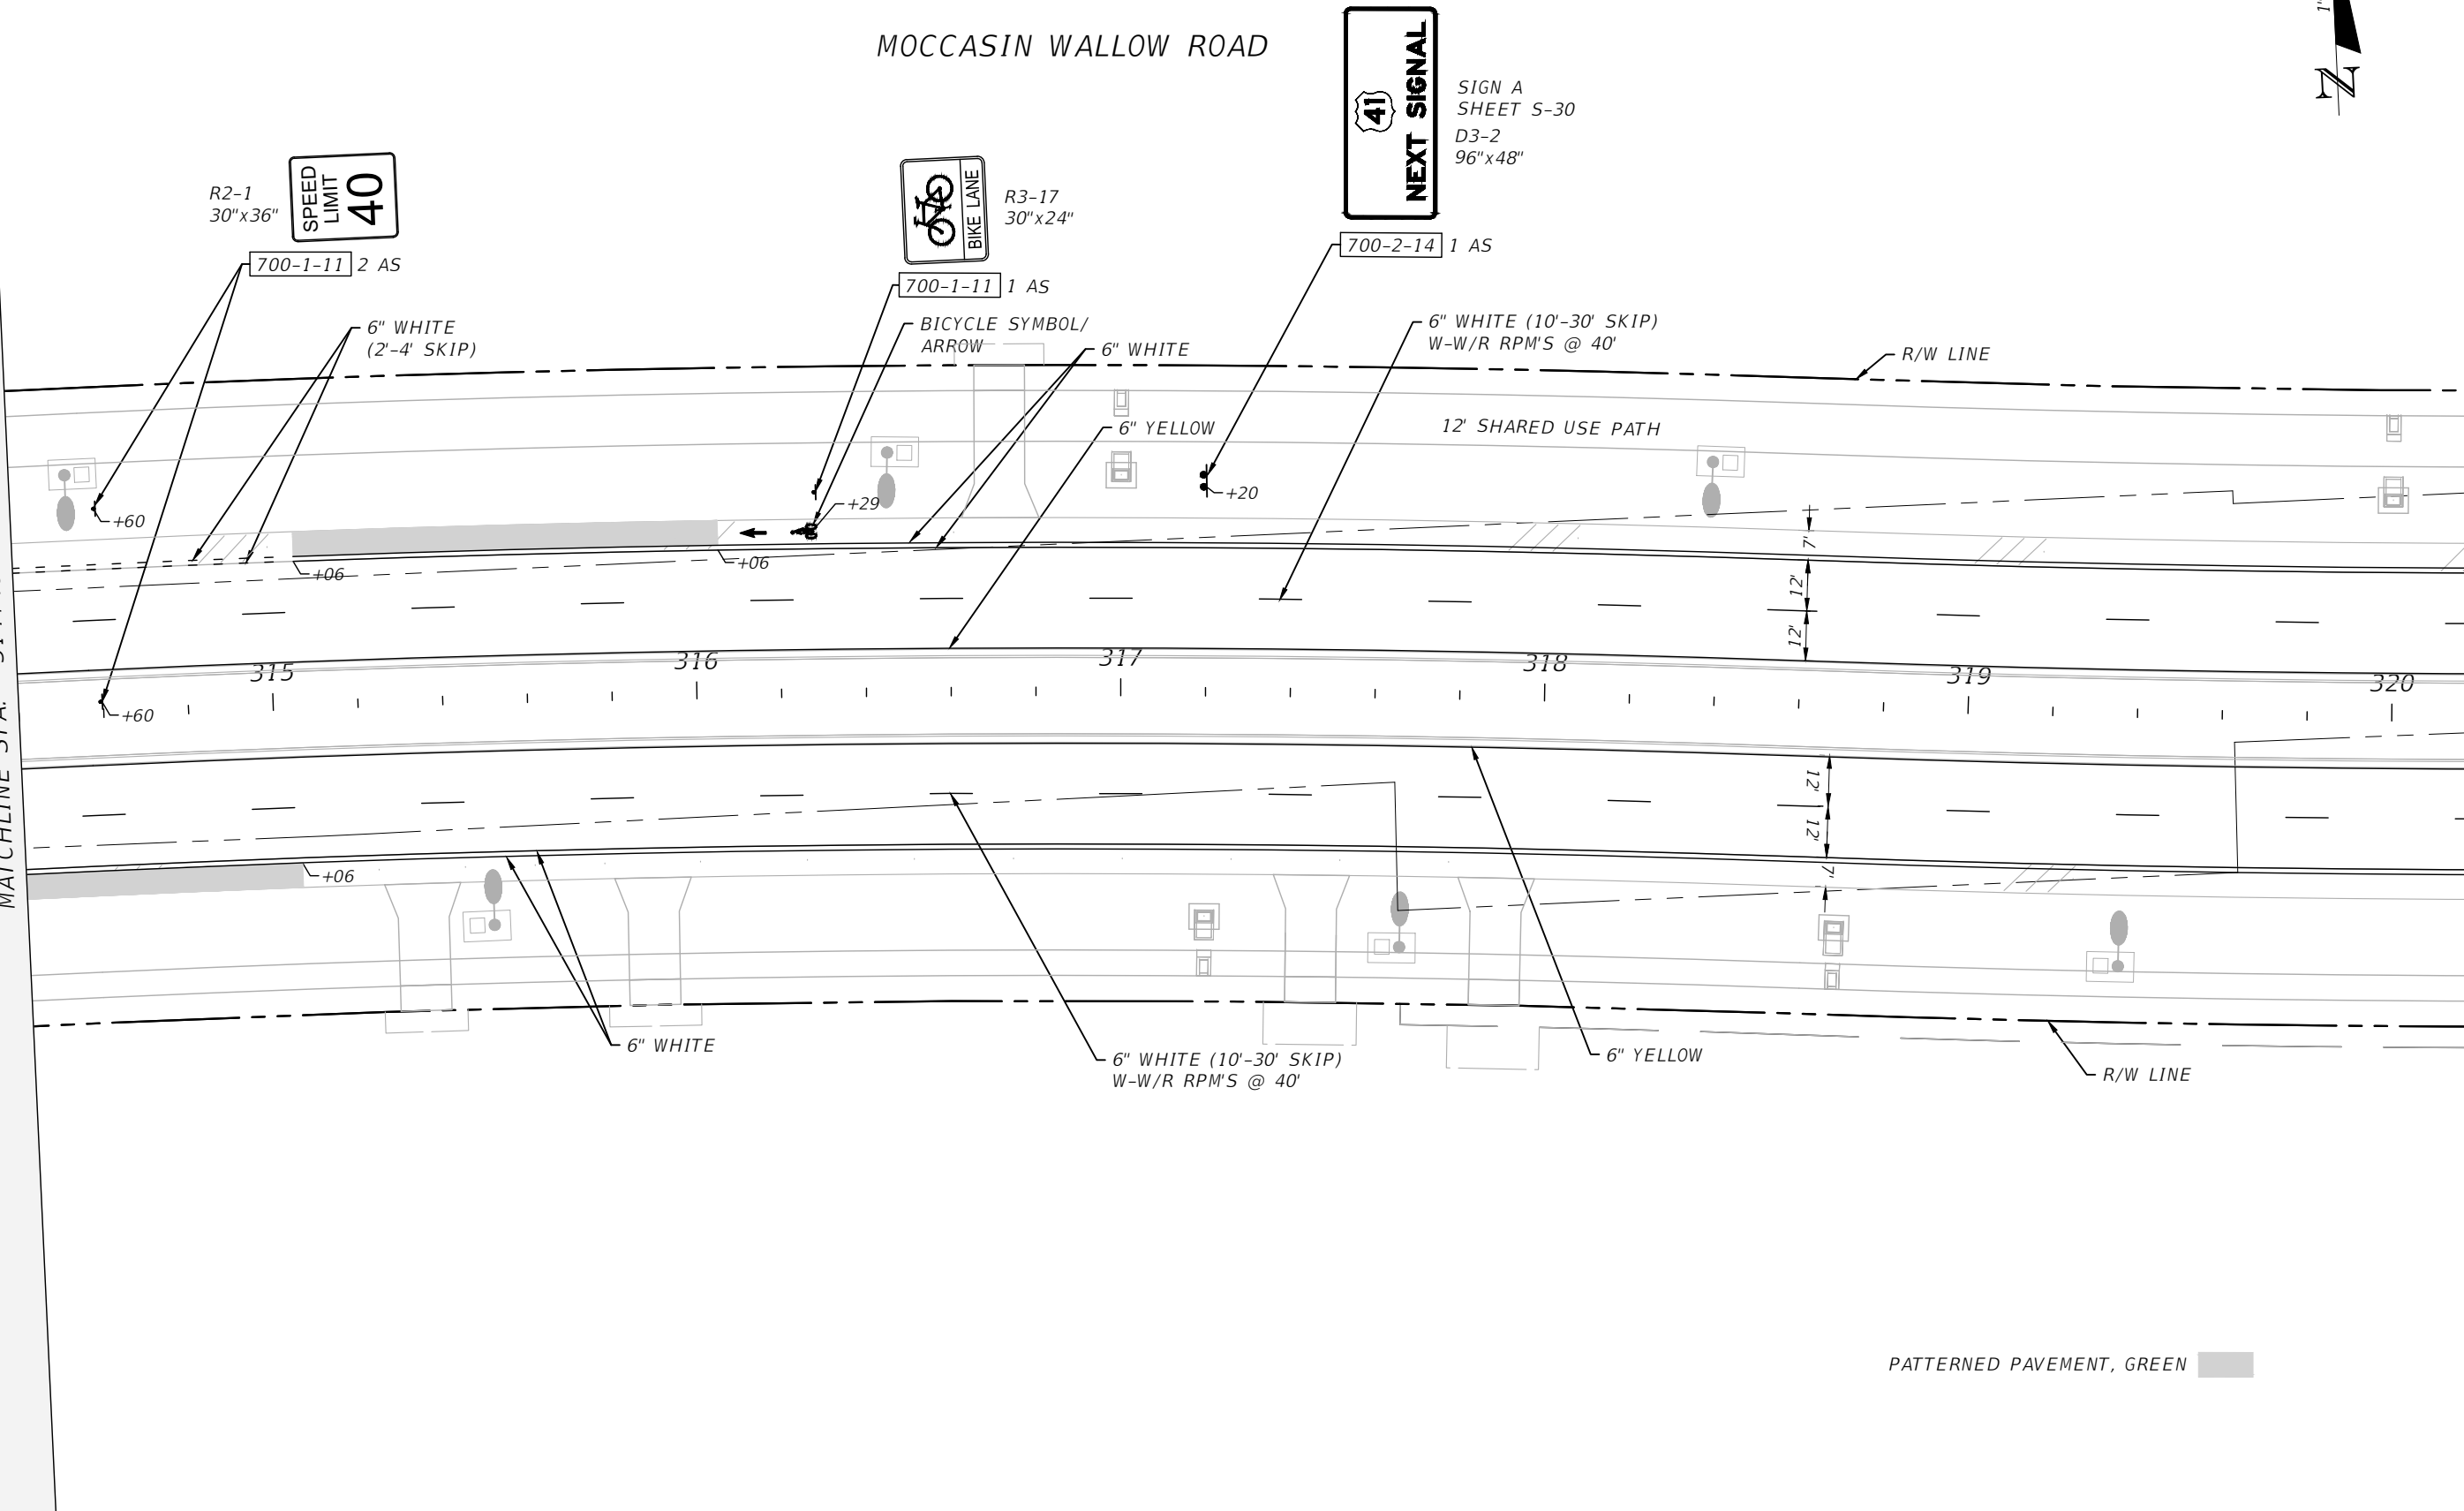 MOCCASIN WALLOW ROAD
1"
N
41
NEXT SIGNAL
SIGN A
SHEET S-30
D3-2
96"x48"
R2-1
30"x36"
SPEED
LIMIT
40
BIKE LANE
R3-17
30"x24"
700-1-11 2 AS
700-1-11 1 AS
700-2-14 1 AS
6" WHITE
(2'-4' SKIP)
BICYCLE SYMBOL/
ARROW
6" WHITE
6" WHITE (10'-30' SKIP)
W-W/R RPM'S @ 40'
R/W LINE
6" YELLOW
12' SHARED USE PATH
+60
+29
+20
+06
+06
7'
12'
12'
315
316
317
318
319
320
+60
12'
12'
7'
+06
MATCHLINE STA.
6" WHITE
6" WHITE (10'-30' SKIP)
W-W/R RPM'S @ 40'
6" YELLOW
R/W LINE
PATTERNED PAVEMENT, GREEN